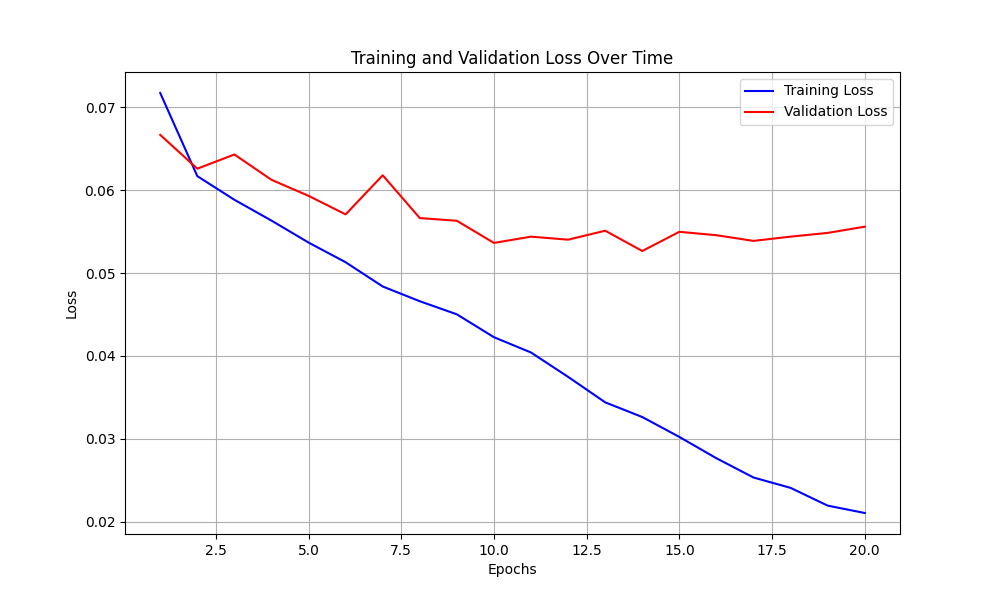 Training and Validation Loss Over Time
Training Loss
Validation Loss
0.07
0.06
0.05
0.04
0.03
0.02
Loss
2.5 5.0 7.5 10.0 12.5 15.0 17.5 20.0
Epochs